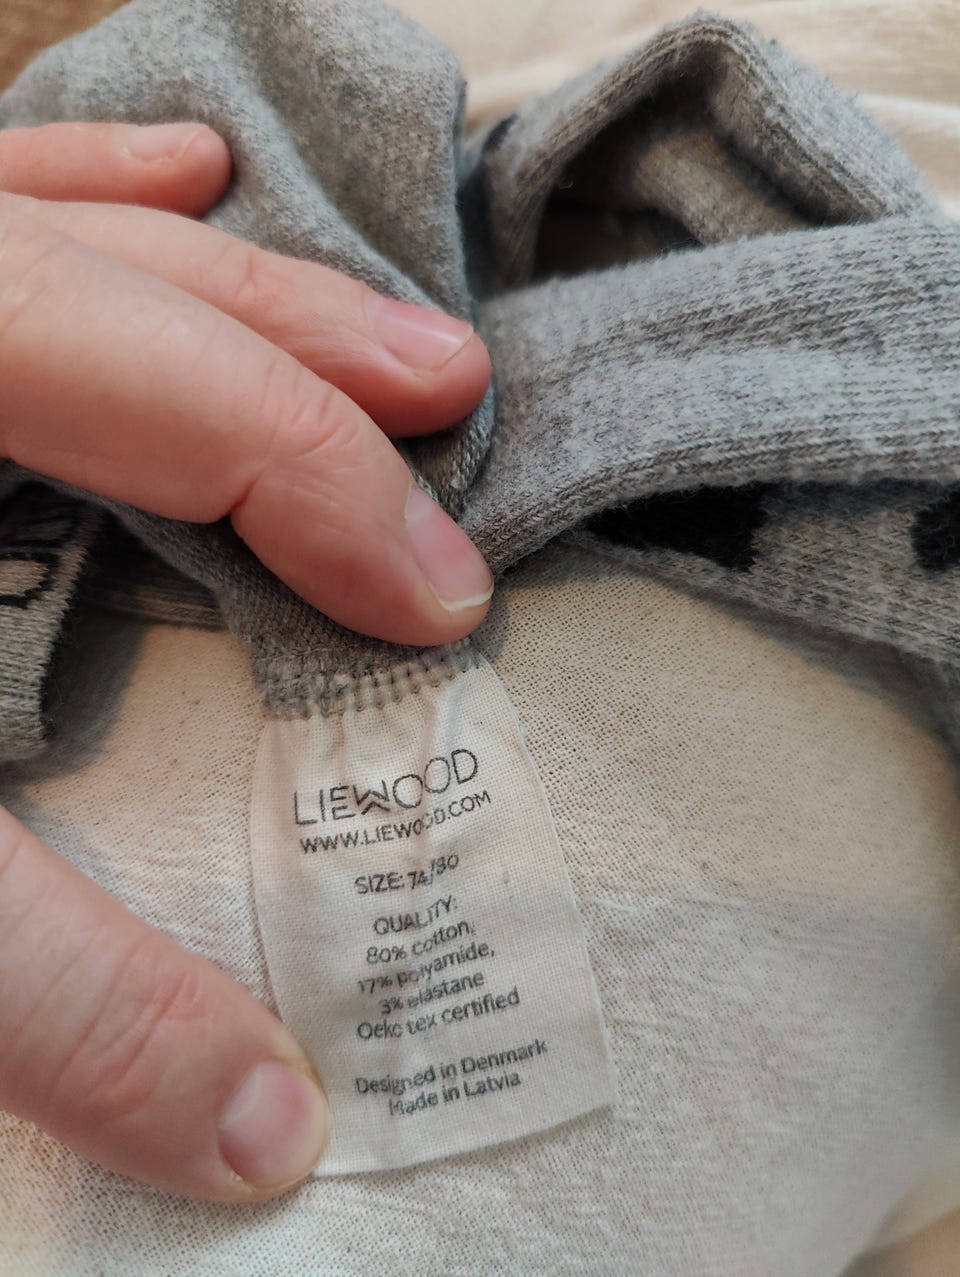 LIEWOOD
WWW.LIEWOOD.COM
SIZE: 74/80
QUALITY:
80% cotton,
17% polyamide,
3% elastane
Oeko tex certified
Designed in Denmark
Made in Latvia